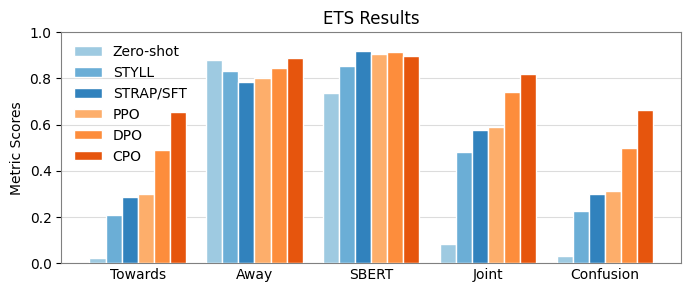 ETS Results
Metric Scores
1.0
0.8
0.6
0.4
0.2
0.0
Zero-shot
STYLL
STRAP/SFT
PPO
DPO
CPO
Towards
Away
SBERT
Joint
Confusion